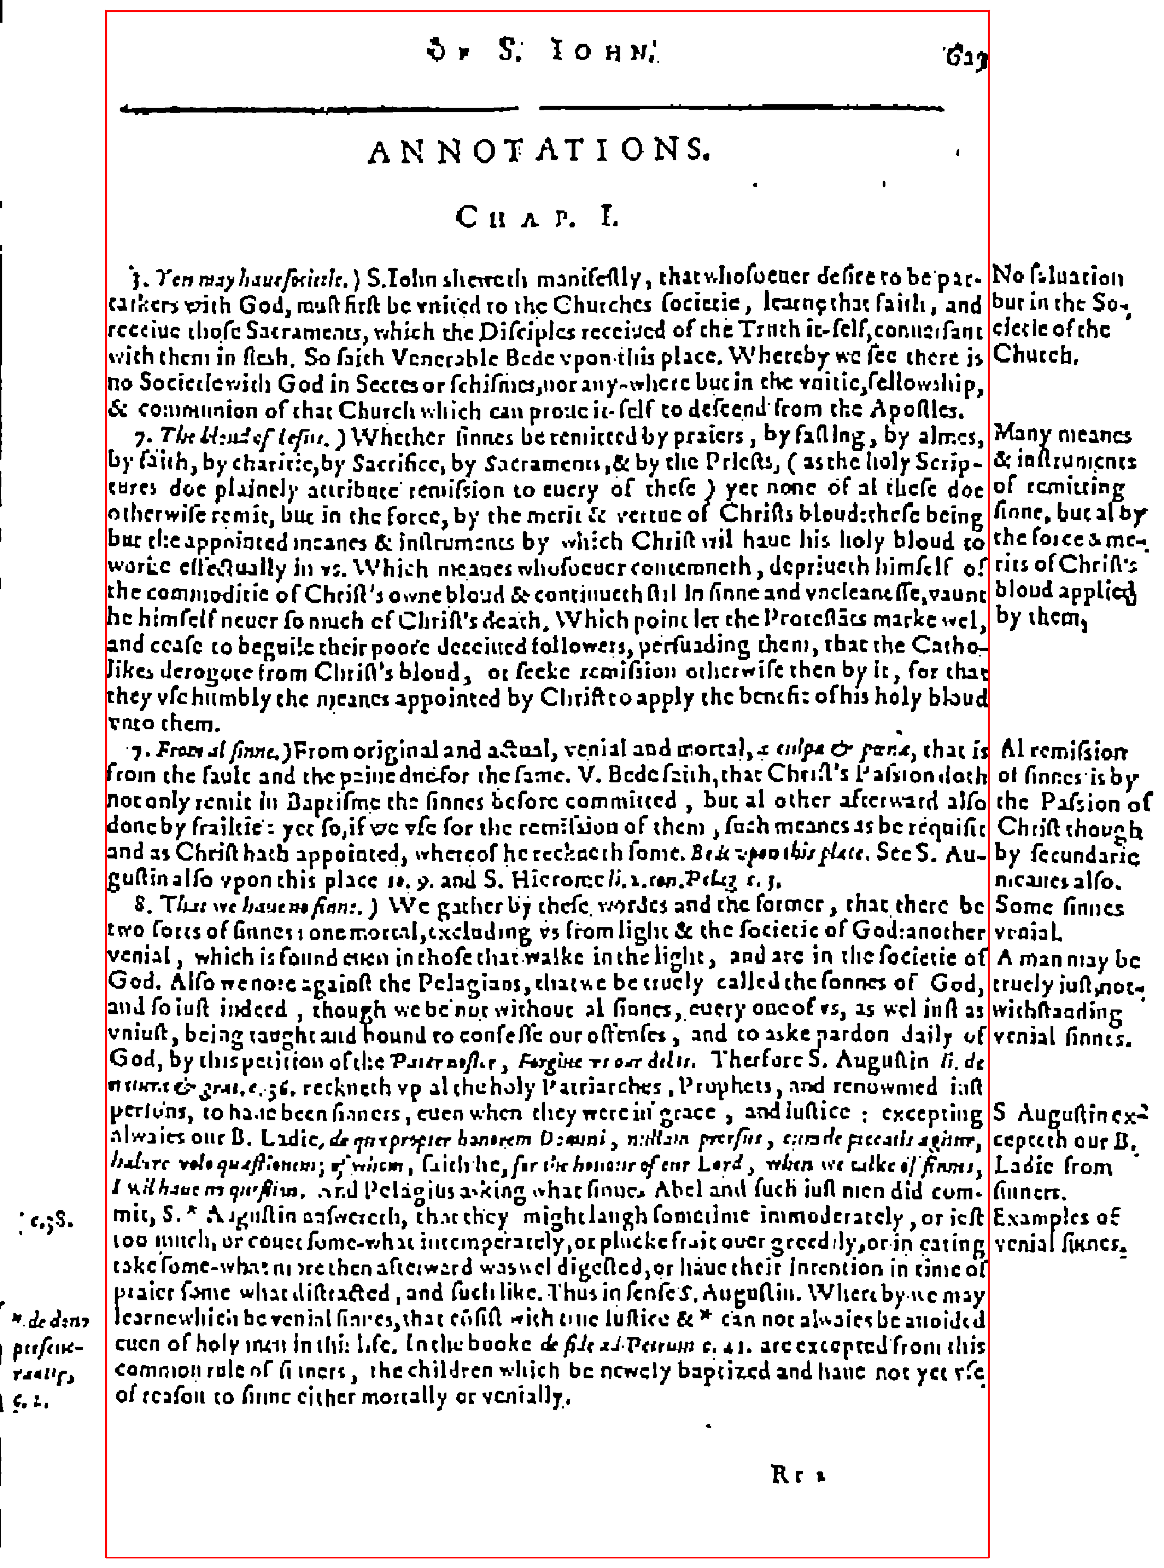 OF S. IOHN. 623
ANNOTATIONS.
CHAP. I.
3. You may haue societie.) S. Iohn sheweth manifestly, that whosoeuer desire to be par-
takers with God, must first be vnited to the Churches societie, learne that faith, and
receiue those Sacraments, which the Disciples receiued of the Truth it-self, conuersant
with them in flesh. So saith Venerable Bede vpon this place. Whereby we see there is
no Societie with God in Sectes or schismes, nor any-where but in the vnitie, fellowship,
& communion of that Church which can proue it-self to descend from the Apostles.
7. The bloud of Iesus.) Whether sinnes be remitted by praiers, by fasting, by almes,
by faith, by charitie, by Sacrifice, by Sacraments, & by the Priests, (as the holy Scrip-
tures doe plainely attribute remission to euery of these) yet none of al these doe
otherwise remit, but in the force, by the merit & vertue of Christs bloud: these being
but the appointed meanes & instruments by which Christ wil haue his holy bloud to
worke effectually in vs. Which meanes whosoeuer contemneth, depriueth himself of
the commoditie of Christ's owne bloud & continueth stil in sinne and vncleanesse, vaunt
he himself neuer so much of Christ's death. Which point let the Protestãts marke wel,
and cease to beguile their poore deceiued followers, persuading them, that the Catho-
likes derogate from Christ's bloud, or seeke remission otherwise then by it, for that
they vse humbly the meanes appointed by Christ to apply the benefit of his holy bloud
vnto them.
7. From al sinne.) From original and actual, venial and mortal, a culpa & pœna, that is
from the fault and the paine due for the same. V. Bede saith, that Christ's Passion doth
not only remit in Baptisme the sinnes before committed, but al other afterward also
done by frailtie: yet so, if we vse for the remission of them, such meanes as be requisit
and as Christ hath appointed, whereof he reckneth some. Bede vpon this place. See S. Au-
gustin also vpon this place to. 9. and S. Hierome li. 2. con. Pelag c. 3.
8. That we haue no sinne.) We gather by these wordes and the former, that there be
two sorts of sinnes: one mortal, excluding vs from light & the societie of God: another
venial, which is found euen in those that walke in the light, and are in the societie of
God. Also we note against the Pelagians, that we be truely called the sonnes of God,
and so iust indeed, though we be not without al sinnes, euery one of vs, as wel iust as
vniust, being taught and bound to confesse our offenses, and to aske pardon daily of
God, by this petition of the Pater noster, Forgiue vs our debts. Therfore S. Augustin li. de
natura & grat. c. 36. reckneth vp al the holy Patriarches, Prophets, and renowned iust
persons, to haue been sinners, euen when they were in grace, and Iustice: excepting
alwaies our B. Ladie, de qua propter honorem Domini, nullam prorsus, cum de peccatis agitur,
habere volo quæstionem; of whom, saith he, for the honour of our Lord, when we talke of sinnes,
I wil haue no question. And Pelagius asking what sinnes Abel and such iust men did com-
mit, S. * Augustin answereth, that they might laugh sometime immoderately, or iest
too much, or couet some-what intemperately, or plucke fruit ouer greedily, or in eating
take some-what more then afterward was wel digested, or haue their intention in time of
praier some what distracted, and such like. Thus in sense S. Augustin. Whereby we may
learne which be venial sinnes, that cõsist with true Iustice & * can not alwaies be auoided
euen of holy men in this life. In the booke de fide ad Petrum c. 41. are excepted from this
common rule of sinners, the children which be newely baptized and haue not yet vse
of reason to sinne either mortally or venially.
Rr 2
No saluation
but in the So-
cietie of the
Church.
Many meanes
& instruments
of remitting
sinne, but al by
the force & me-
rits of Christ's
bloud applied
by them,
Al remission
of sinnes is by
the Passion of
Christ though
by secundarie
meanes also.
Some sinnes
venial.
A man may be
truely iust, not-
withstanding
venial sinnes.
S Augustin ex-
cepteth our B.
Ladie from
sinners.
Examples of
venial sinnes.
c. 38.
* de bono
perseue-
rantiæ,
c. 2.